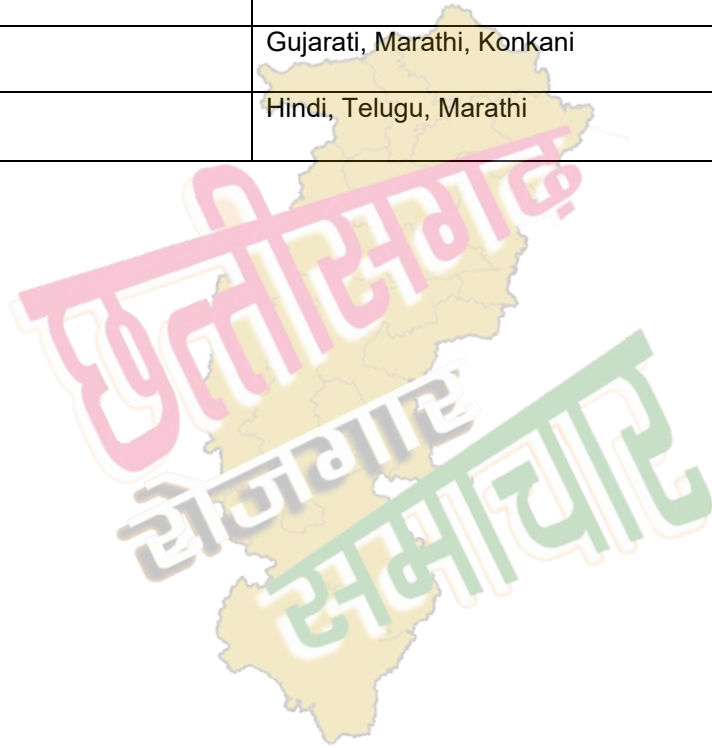 Gujarati, Marathi, Konkani
Hindi, Telugu, Marathi
छत्तीसगढ़
रोजगार
समाचार